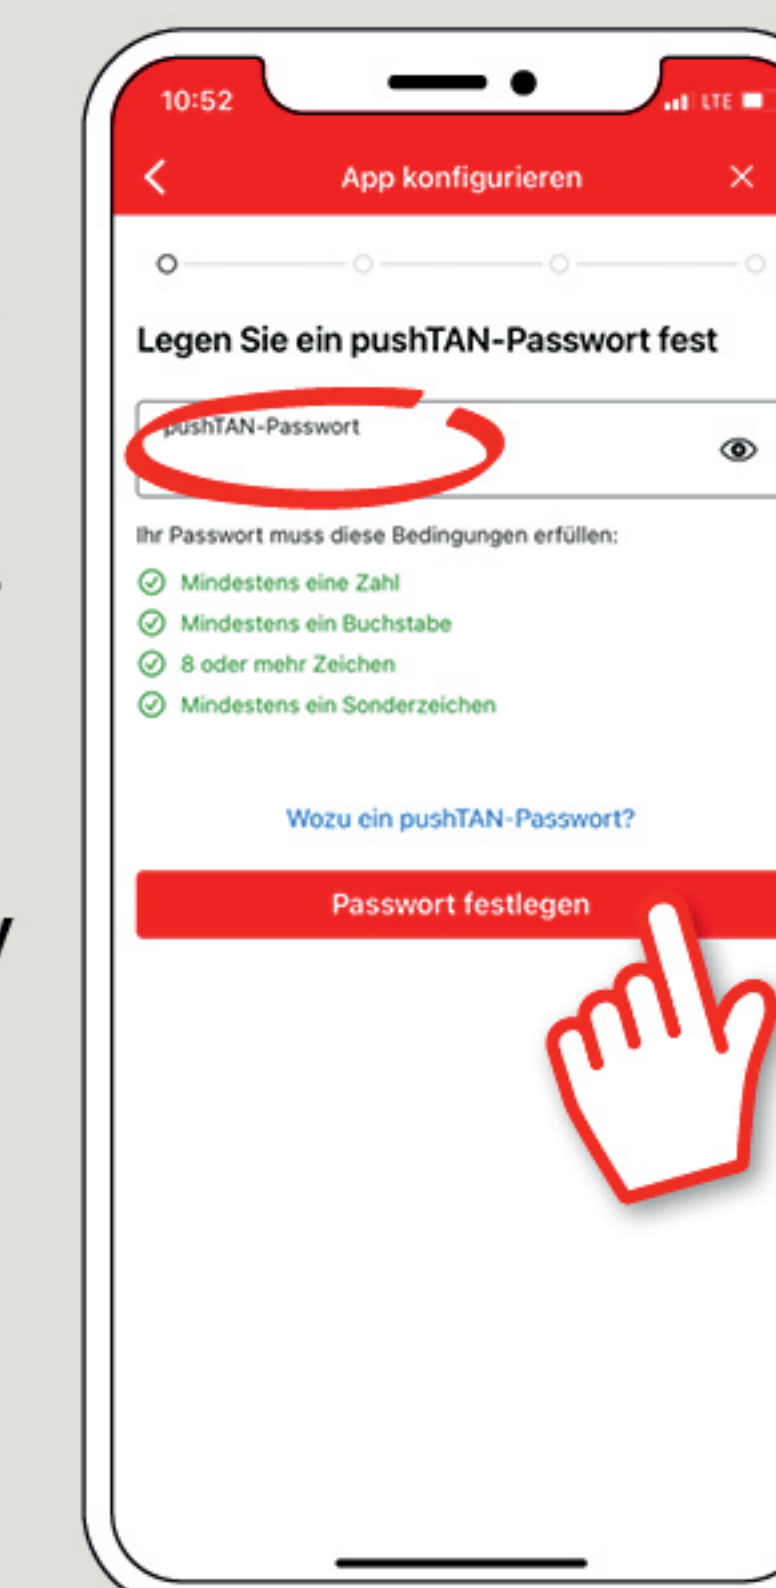 10:52
LTE
App konfigurieren
Legen Sie ein pushTAN-Passwort fest
pushTAN-Passwort
Ihr Passwort muss diese Bedingungen erfüllen:
Mindestens eine Zahl
Mindestens ein Buchstabe
8 oder mehr Zeichen
Mindestens ein Sonderzeichen
Wozu ein pushTAN-Passwort?
Passwort festlegen